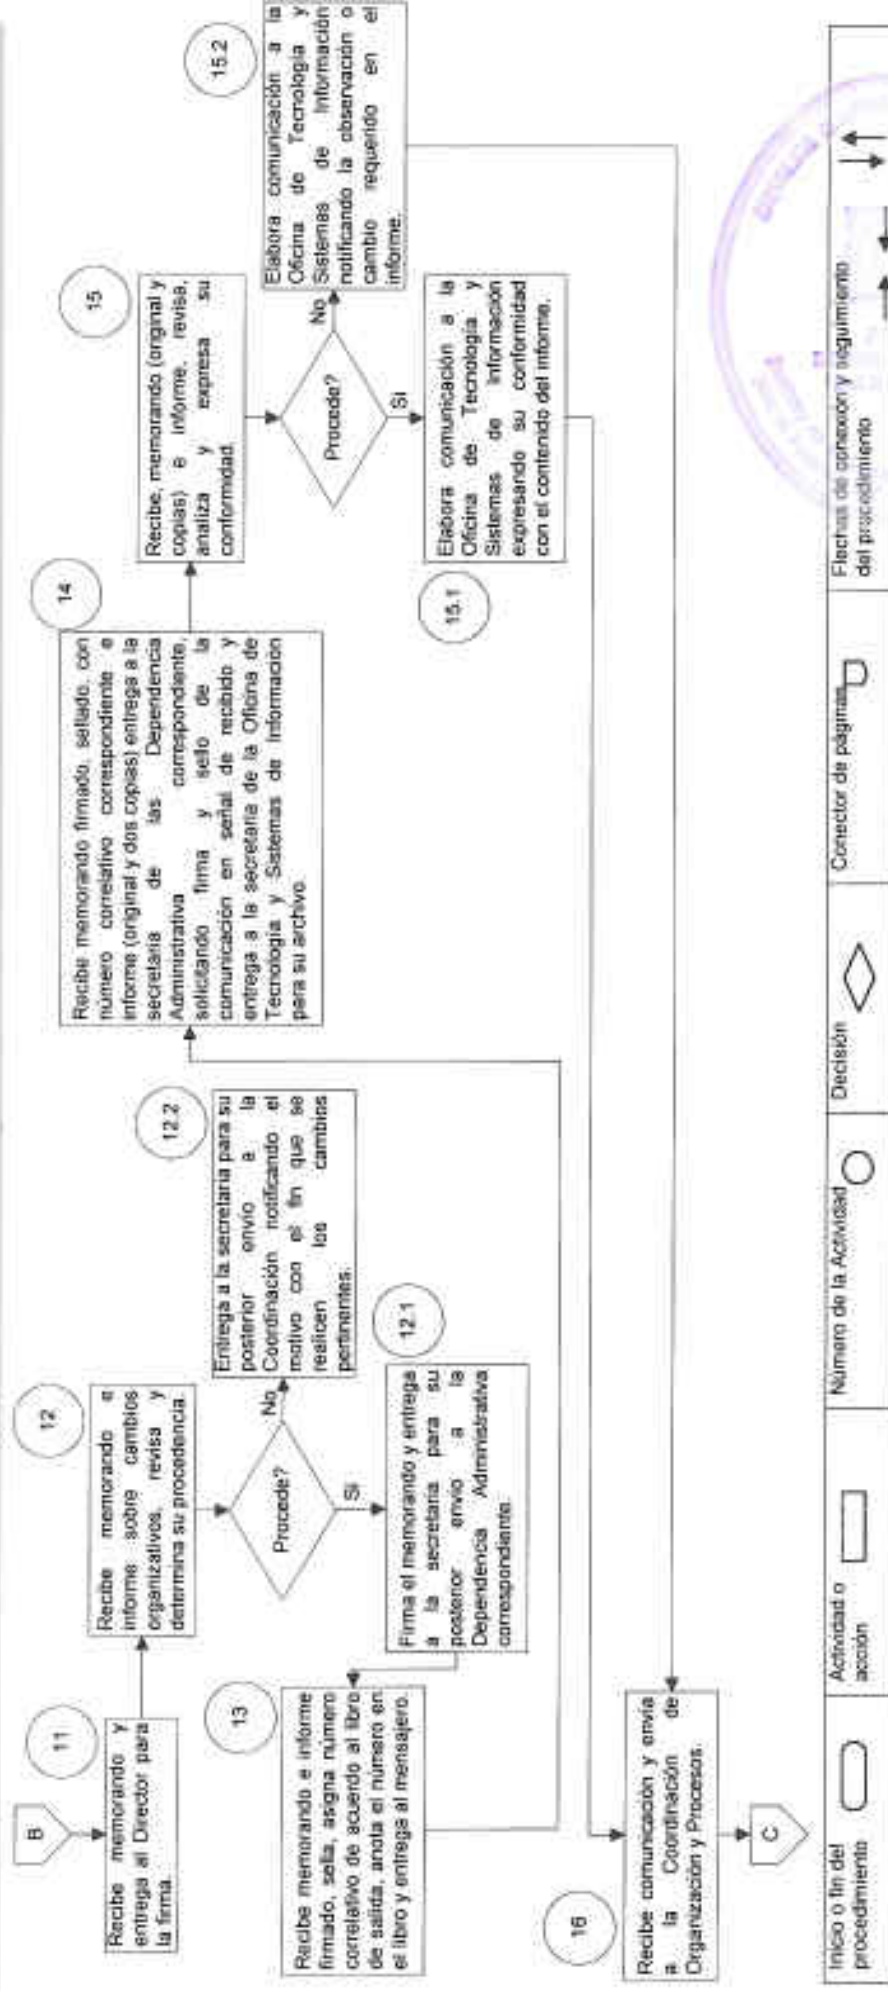 B
11
Recibe memorando y
entrega al Director para
la firma.
12
Recibe memorando e
informe sobre cambios
organizativos, revisa y
determina su procedencia.
Procede?
No
Si
12.2
Entrega a la secretaria para su
posterior envío a la
Coordinación notificando el
motivo con el fin que se
realicen los cambios
pertinentes.
12.1
Firma el memorando y entrega
a la secretaria para su
posterior envío a la
Dependencia Administrativa
correspondiente.
13
Recibe memorando e informe
firmado, sella, asigna número
correlativo de acuerdo al libro
de salida, anota el número en
el libro y entrega al mensajero.
14
Recibe memorando firmado, sellado, con
número correlativo correspondiente e
informe (original y dos copias) entrega a la
secretaria de las Dependencia
Administrativa correspondiente,
solicitando firma y sello de la
comunicación en señal de recibido y
entrega a la secretaria de la Oficina de
Tecnología y Sistemas de Información
para su archivo.
15
Recibe, memorando (original y
copias) e informe, revisa,
analiza y expresa su
conformidad.
Procede?
No
Si
15.2
Elabora comunicación a la
Oficina de Tecnología y
Sistemas de Información
notificando la observación o
cambio requerido en el
informe.
15.1
Elabora comunicación a la
Oficina de Tecnología y
Sistemas de Información
expresando su conformidad
con el contenido del informe.
16
Recibe comunicación y envía
a la Coordinación de
Organización y Procesos.
C
Inicio o fin del
procedimiento
Actividad o
acción
Número de la Actividad
Decisión
Conector de páginas
Flechas de conexión y seguimiento
del procedimiento